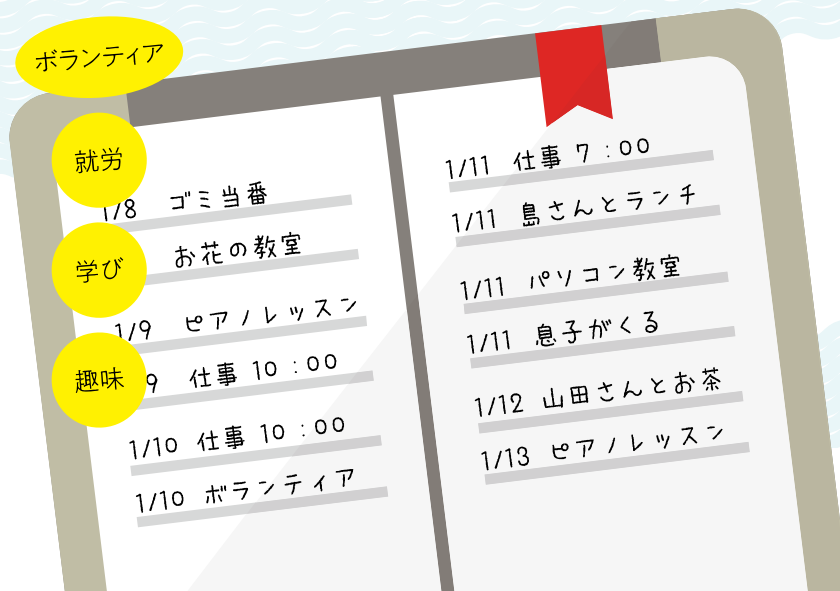 ボランティア
就労
学び
趣味
1/8 ゴミ当番
お花の教室
1/9 ピアノレッスン
9 仕事 10：00
1/10 仕事 10：00
1/10 ボランティア
1/11 仕事 7：00
1/11 島さんとランチ
1/11 パソコン教室
1/11 息子がくる
1/12 山田さんとお茶
1/13 ピアノレッスン